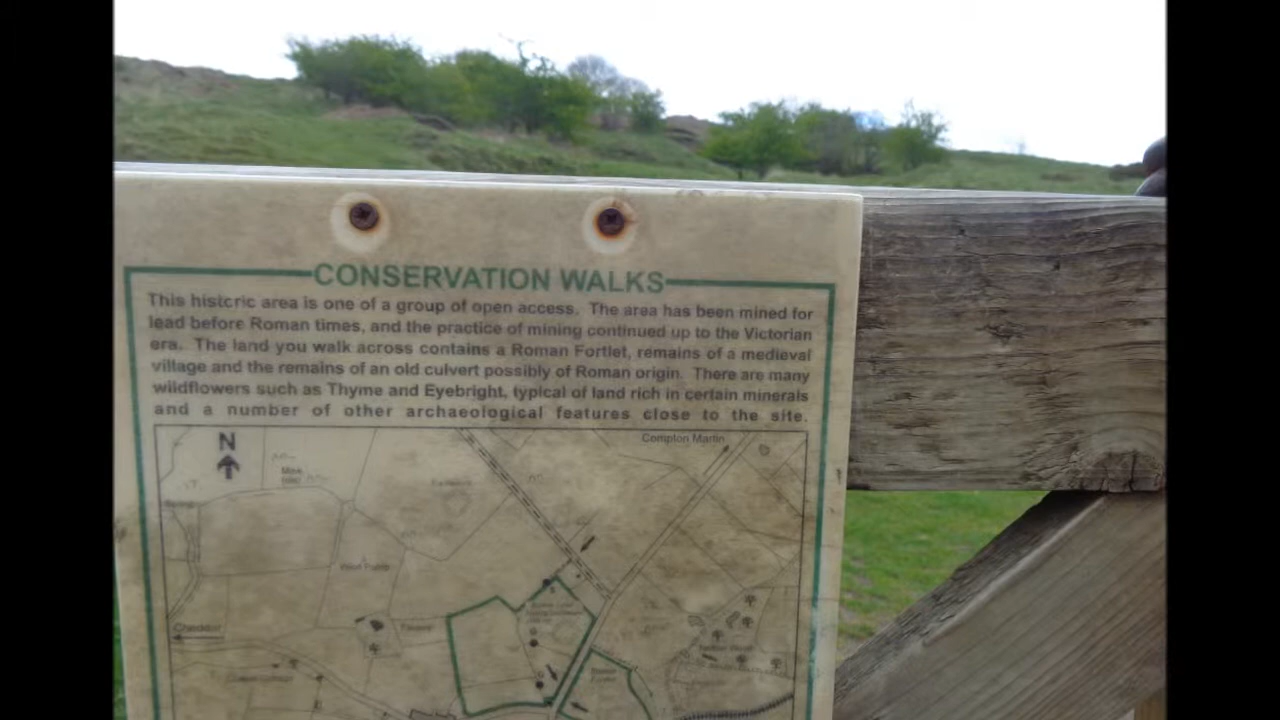 CONSERVATION WALKS
This historic area is one of a group of open access. The area has been mined for
lead before Roman times, and the practice of mining continued up to the Victorian
era. The land you walk across contains a Roman Fortlet, remains of a medieval
village and the remains of an old culvert possibly of Roman origin. There are many
wildflowers such as Thyme and Eyebright, typical of land rich in certain minerals
and a number of other archaeological features close to the site.
N
Compton Martin
Cheddar